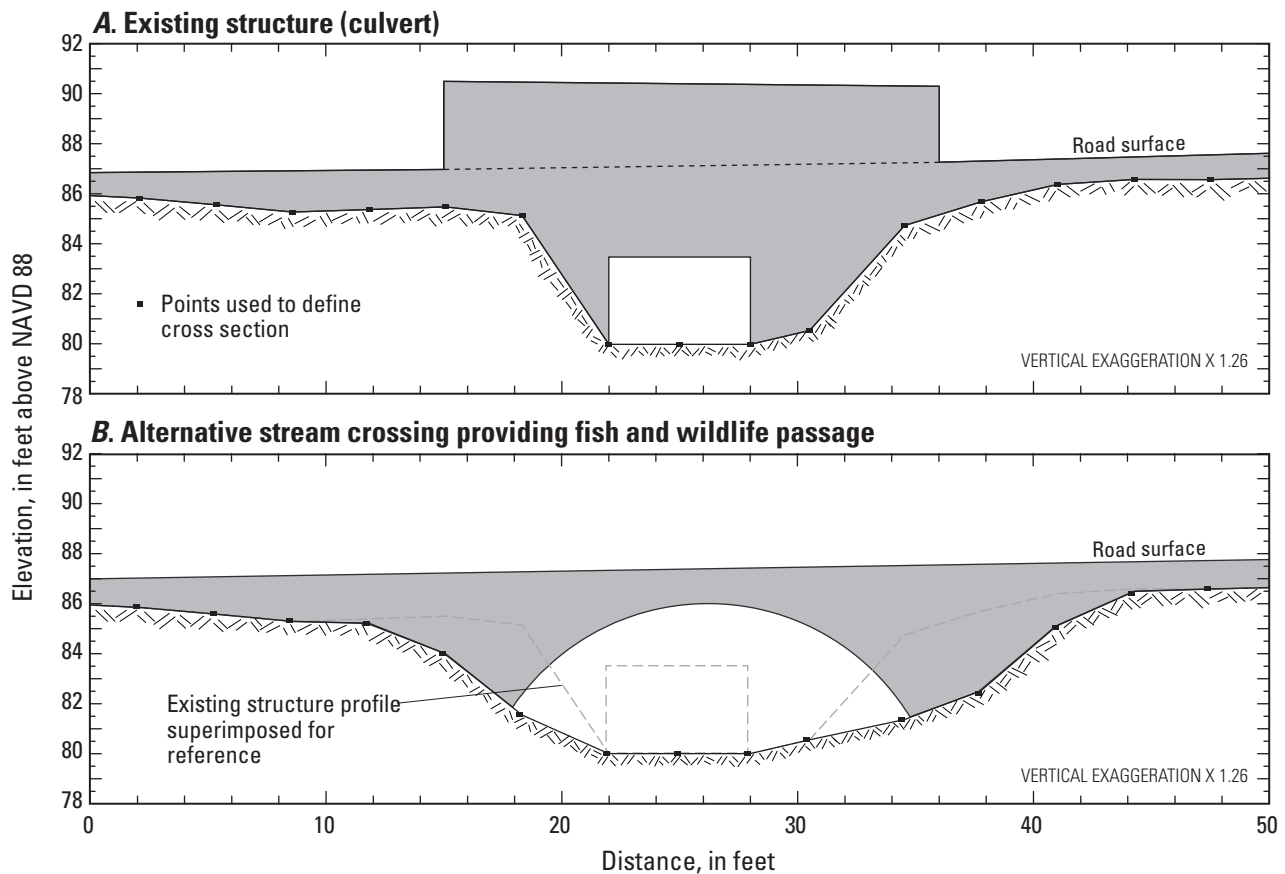 A. Existing structure (culvert)
92
90
88
86
84
82
80
78
Road surface
Points used to define
cross section
VERTICAL EXAGGERATION X 1.26
Elevation, in feet above NAVD 88
B. Alternative stream crossing providing fish and wildlife passage
92
90
88
86
84
82
80
78
Road surface
Existing structure profile
superimposed for
reference
VERTICAL EXAGGERATION X 1.26
0 10 20 30 40 50
Distance, in feet